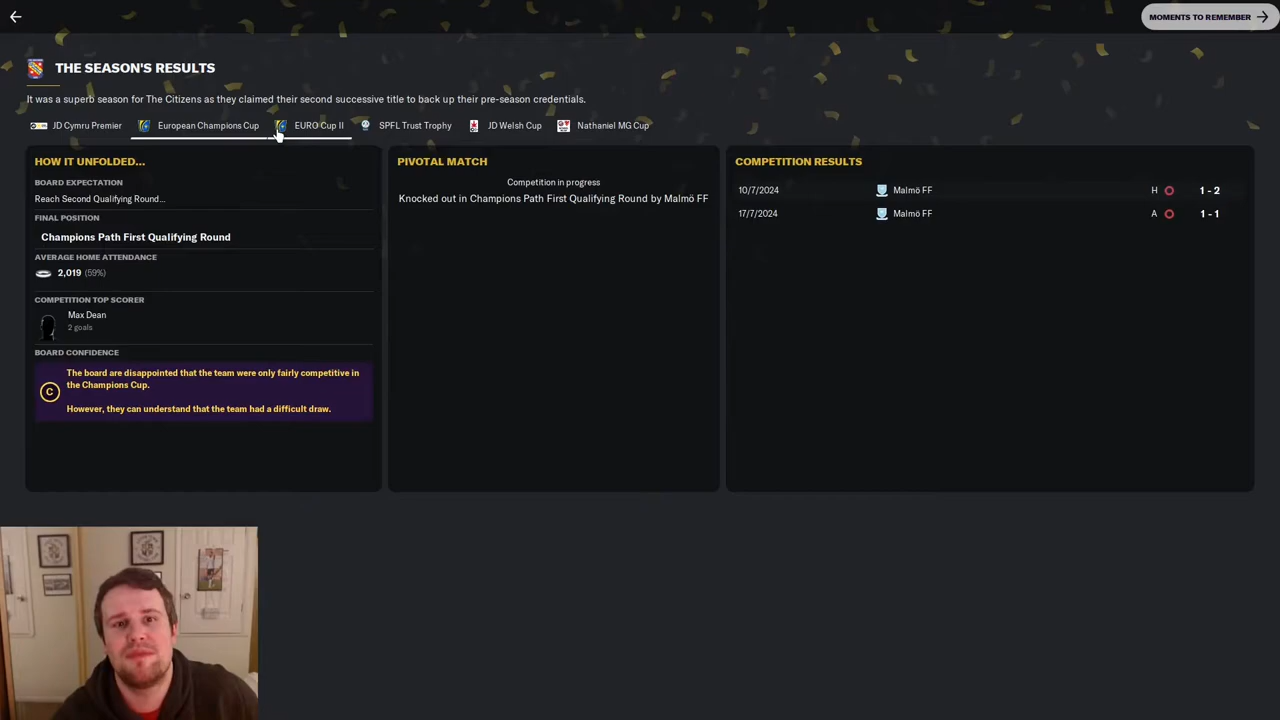 MOMENTS TO REMEMBER
THE SEASON'S RESULTS
It was a superb season for The Citizens as they claimed their second successive title to back up their pre-season credentials.
JD Cymru Premier European Champions Cup EURO Cup II SPFL Trust Trophy JD Welsh Cup Nathaniel MG Cup
HOW IT UNFOLDED...
BOARD EXPECTATION
Reach Second Qualifying Round...
FINAL POSITION
Champions Path First Qualifying Round
AVERAGE HOME ATTENDANCE
2,019 (59%)
COMPETITION TOP SCORER
Max Dean
2 goals
BOARD CONFIDENCE
C
The board are disappointed that the team were only fairly competitive in
the Champions Cup.
However, they can understand that the team had a difficult draw.
PIVOTAL MATCH
Competition in progress
Knocked out in Champions Path First Qualifying Round by Malmö FF
COMPETITION RESULTS
10/7/2024 Malmö FF H 1 - 2
17/7/2024 Malmö FF A 1 - 1